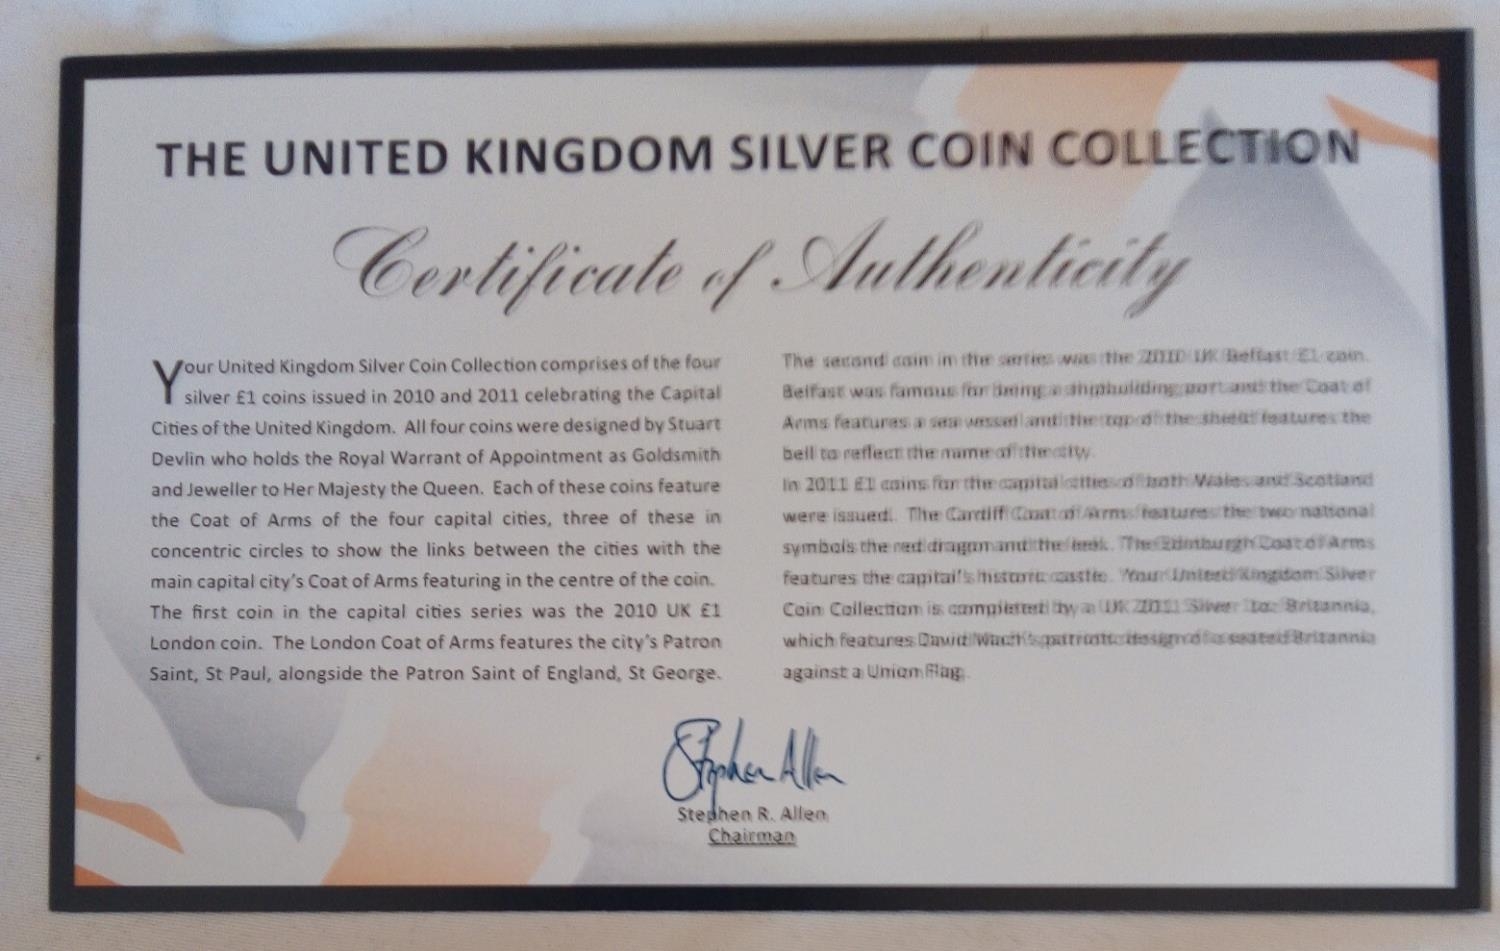 THE UNITED KINGDOM SILVER COIN COLLECTION
Certificate of Authenticity
Your United Kingdom Silver Coin Collection comprises of the four
silver £1 coins issued in 2010 and 2011 celebrating the Capital
Cities of the United Kingdom. All four coins were designed by Stuart
Devlin who holds the Royal Warrant of Appointment as Goldsmith
and Jeweller to Her Majesty the Queen. Each of these coins feature
the Coat of Arms of the four capital cities, three of these in
concentric circles to show the links between the cities with the
main capital city's Coat of Arms featuring in the centre of the coin.
The first coin in the capital cities series was the 2010 UK £1
London coin. The London Coat of Arms features the city's Patron
Saint, St Paul, alongside the Patron Saint of England, St George.
The second coin in the series was the 2010 UK Belfast £1 coin.
Belfast was famous for being a shipbuilding port and the Coat of
Arms features a sea vessel and the top of the shield features the
bell to reflect the name of the city.
In 2011 £1 coins for the capital cities of both Wales and Scotland
were issued. The Cardiff Coat of Arms features the two national
symbols the red dragon and the leek. The Edinburgh Coat of Arms
features the capital's historic castle. Your United Kingdom Silver
Coin Collection is completed by a UK 2011 Silver 1oz Britannia,
which features David Mach's patriotic design of a seated Britannia
against a Union Flag.
Stephen Allen
Stephen R. Allen
Chairman